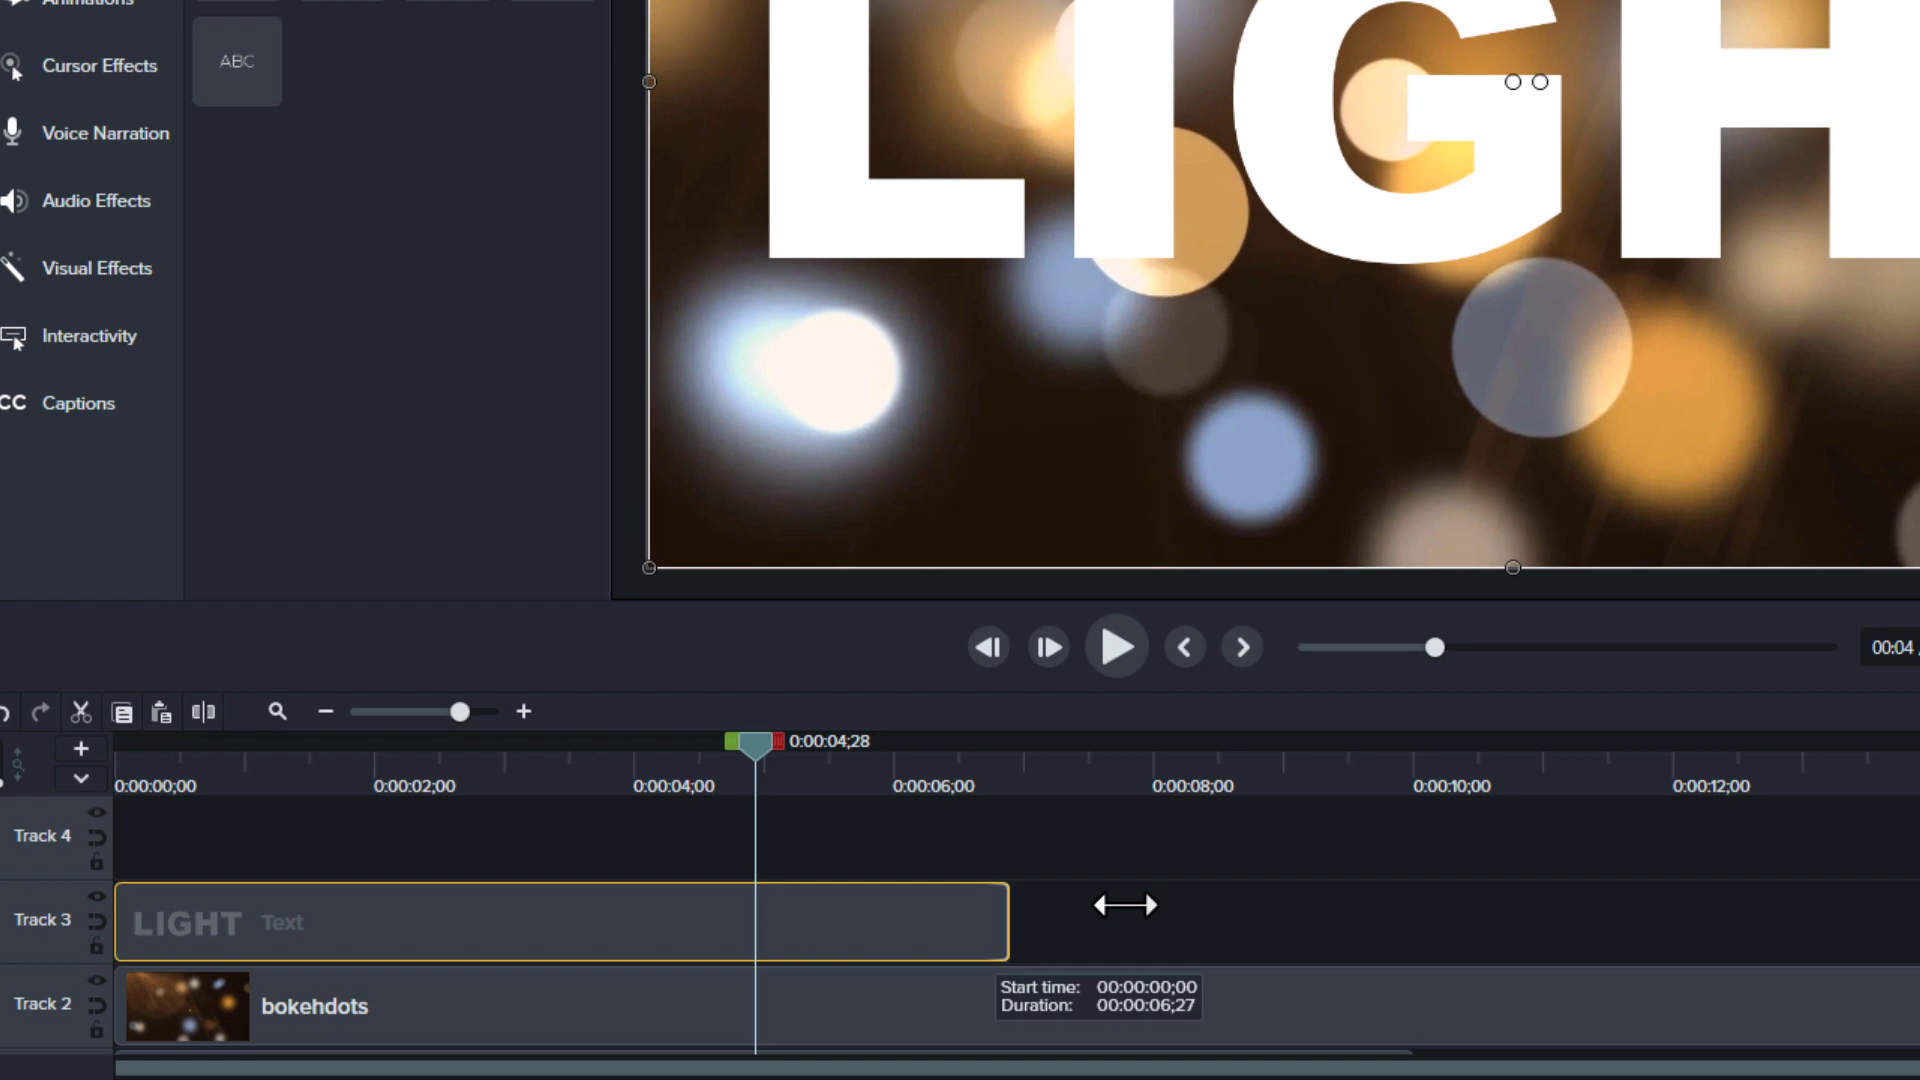 Animations
Cursor Effects
Voice Narration
Audio Effects
Visual Effects
Interactivity
CC Captions
ABC
LIGH
00:04
0:00:04;28
0:00:00;00 0:00:02;00 0:00:04;00 0:00:06;00 0:00:08;00 0:00:10;00 0:00:12;00
Track 4
Track 3
LIGHT Text
Track 2
bokehdots
Start time: 00:00:00;00
Duration: 00:00:06;27